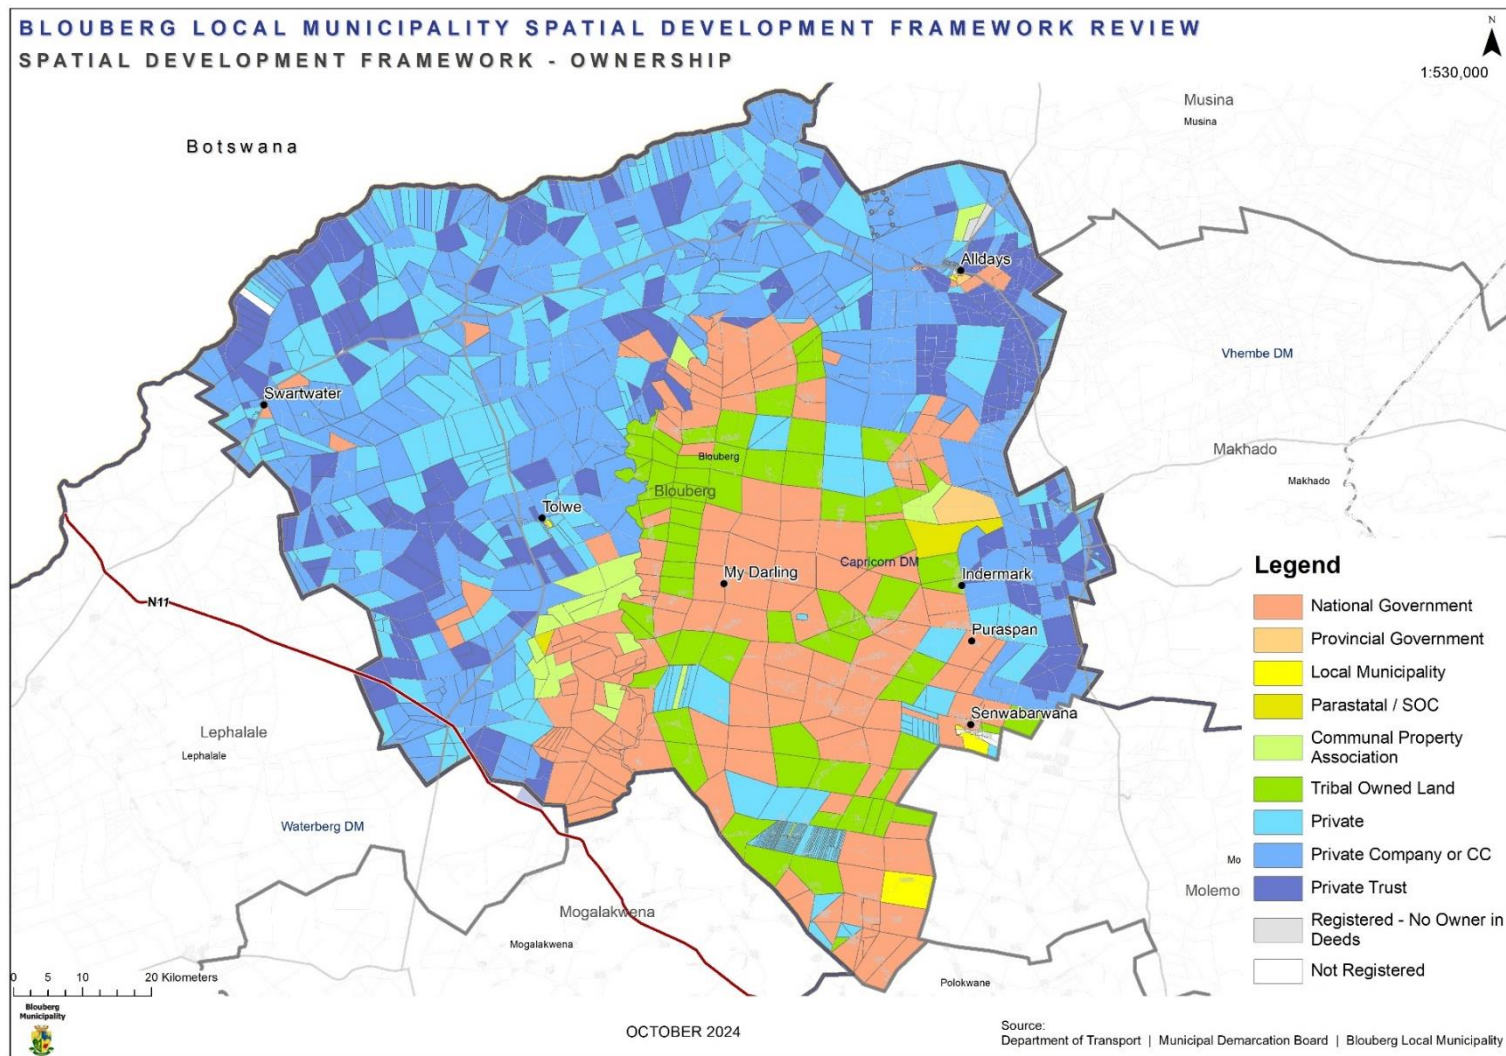 BLOUBERG LOCAL MUNICIPALITY SPATIAL DEVELOPMENT FRAMEWORK REVIEW
SPATIAL DEVELOPMENT FRAMEWORK - OWNERSHIP
N
1:530,000
Musina
Musina
Botswana
Alldays
Vhembe DM
Swartwater
Makhado
Makhado
Blouberg
Blouberg
Tolwe
Capricorn DM
My Darling
Indermark
N11
Puraspan
Senwabarwana
Lephalale
Lephalale
Waterberg DM
Mo
Molemo
Mogalakwena
Mogalakwena
Polokwane
Legend
National Government
Provincial Government
Local Municipality
Parastatal / SOC
Communal Property
Association
Tribal Owned Land
Private
Private Company or CC
Private Trust
Registered - No Owner in
Deeds
Not Registered
0 5 10 20 Kilometers
Blouberg
Municipality
OCTOBER 2024
Source:
Department of Transport | Municipal Demarcation Board | Blouberg Local Municipality